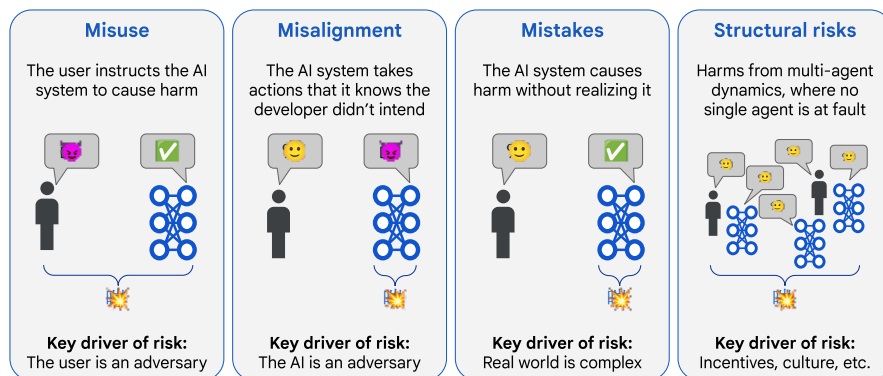 Misuse
The user instructs the AI
system to cause harm
Key driver of risk:
The user is an adversary
Misalignment
The AI system takes
actions that it knows the
developer didn't intend
Key driver of risk:
The AI is an adversary
Mistakes
The AI system causes
harm without realizing it
Key driver of risk:
Real world is complex
Structural risks
Harms from multi-agent
dynamics, where no
single agent is at fault
Key driver of risk:
Incentives, culture, etc.